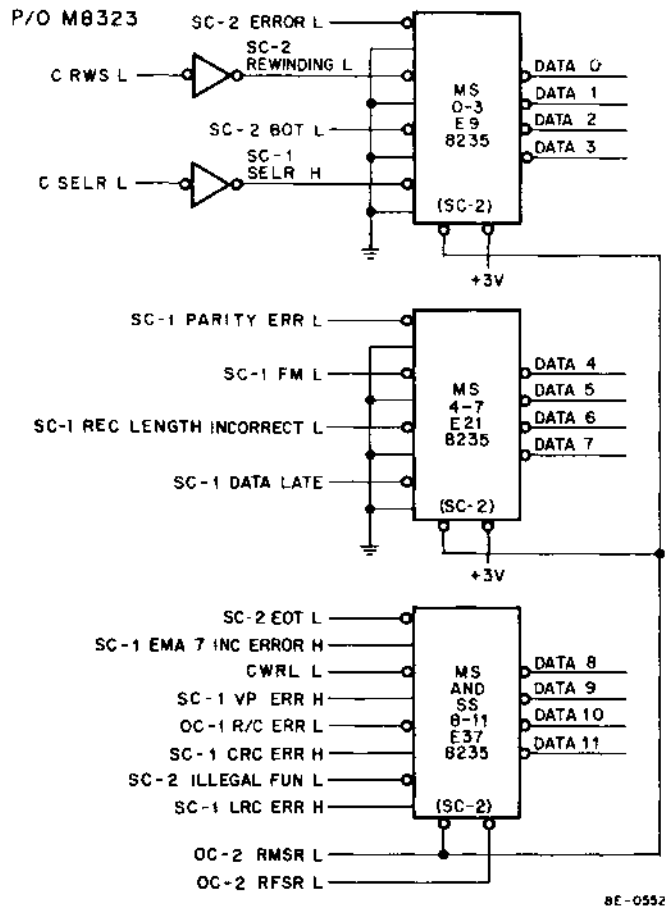 P/O M8323
SC-2 ERROR L
SC-2
REWINDING L
C RWS L
SC-2 BOT L
SC-1
SELR H
C SELR L
MS
0-3
E9
8235
(SC-2)
DATA 0
DATA 1
DATA 2
DATA 3
+3V
SC-1 PARITY ERR L
SC-1 FM L
SC-1 REC LENGTH INCORRECT L
SC-1 DATA LATE
MS
4-7
E21
8235
(SC-2)
DATA 4
DATA 5
DATA 6
DATA 7
+3V
SC-2 EOT L
SC-1 EMA 7 INC ERROR H
CWRL L
SC-1 VP ERR H
OC-1 R/C ERR L
SC-1 CRC ERR H
SC-2 ILLEGAL FUN L
SC-1 LRC ERR H
MS
AND
SS
8-11
E37
8235
(SC-2)
DATA 8
DATA 9
DATA 10
DATA 11
OC-2 RMSR L
OC-2 RFSR L
8E-0552